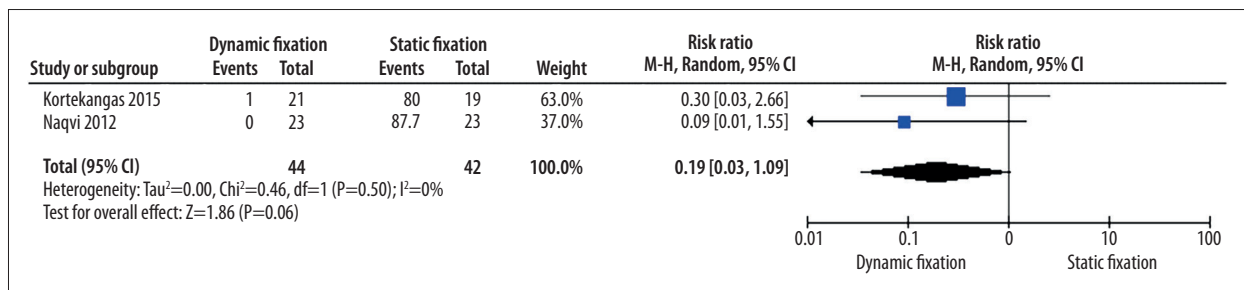 Dynamic fixation Static fixation Risk ratio Risk ratio
Study or subgroup Events Total Events Total Weight M-H, Random, 95% CI M-H, Random, 95% CI
Kortekangas 2015 1 21 80 19 63.0% 0.30 [0.03, 2.66]
Naqvi 2012 0 23 87.7 23 37.0% 0.09 [0.01, 1.55]
Total (95% CI) 44 42 100.0% 0.19 [0.03, 1.09]
Heterogeneity: Tau²=0.00, Chi²=0.46, df=1 (P=0.50); I²=0%
Test for overall effect: Z=1.86 (P=0.06)
0.01 0.1 0 10 100
Dynamic fixation Static fixation